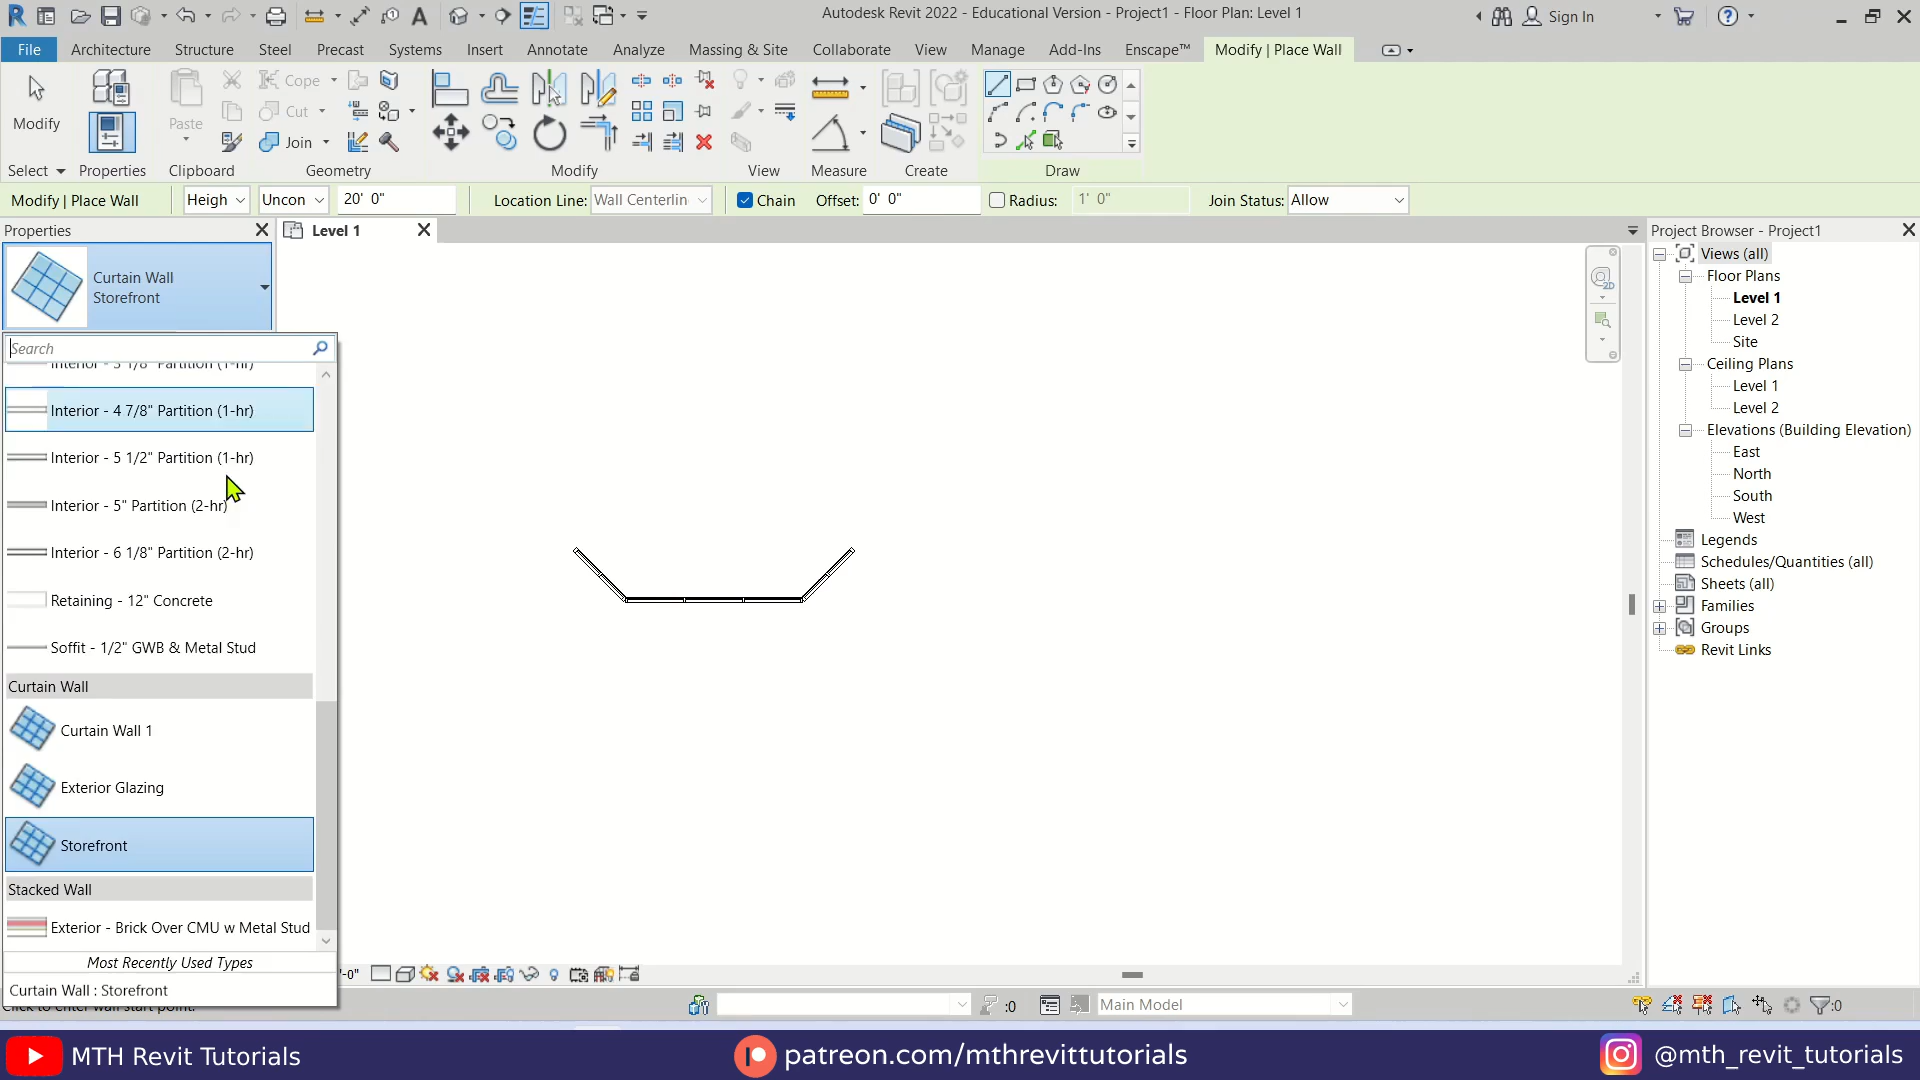 Autodesk Revit 2022 - Educational Version - Project1 - Floor Plan: Level 1
Sign In
File Architecture Structure Steel Precast Systems Insert Annotate Analyze Massing & Site Collaborate View Manage Add-Ins Enscape™ Modify | Place Wall
Modify
Paste
Cope
Cut
Join
Select Properties Clipboard Geometry Modify View Measure Create Draw
Modify | Place Wall Heigh Uncon 20' 0" Location Line: Wall Centerlin Chain Offset: 0' 0" Radius: 1' 0" Join Status: Allow
Properties
Level 1
Project Browser - Project1
Curtain Wall
Storefront
Search
Interior - 4 7/8" Partition (1-hr)
Interior - 5 1/2" Partition (1-hr)
Interior - 5" Partition (2-hr)
Interior - 6 1/8" Partition (2-hr)
Retaining - 12" Concrete
Soffit - 1/2" GWB & Metal Stud
Curtain Wall
Curtain Wall 1
Exterior Glazing
Storefront
Stacked Wall
Exterior - Brick Over CMU w Metal Stud
Most Recently Used Types
Curtain Wall : Storefront
Views (all)
Floor Plans
Level 1
Level 2
Site
Ceiling Plans
Level 1
Level 2
Elevations (Building Elevation)
East
North
South
West
Legends
Schedules/Quantities (all)
Sheets (all)
Families
Groups
Revit Links
2D
-0"
:0
Main Model
:0
MTH Revit Tutorials
patreon.com/mthrevittutorials
@mth_revit_tutorials